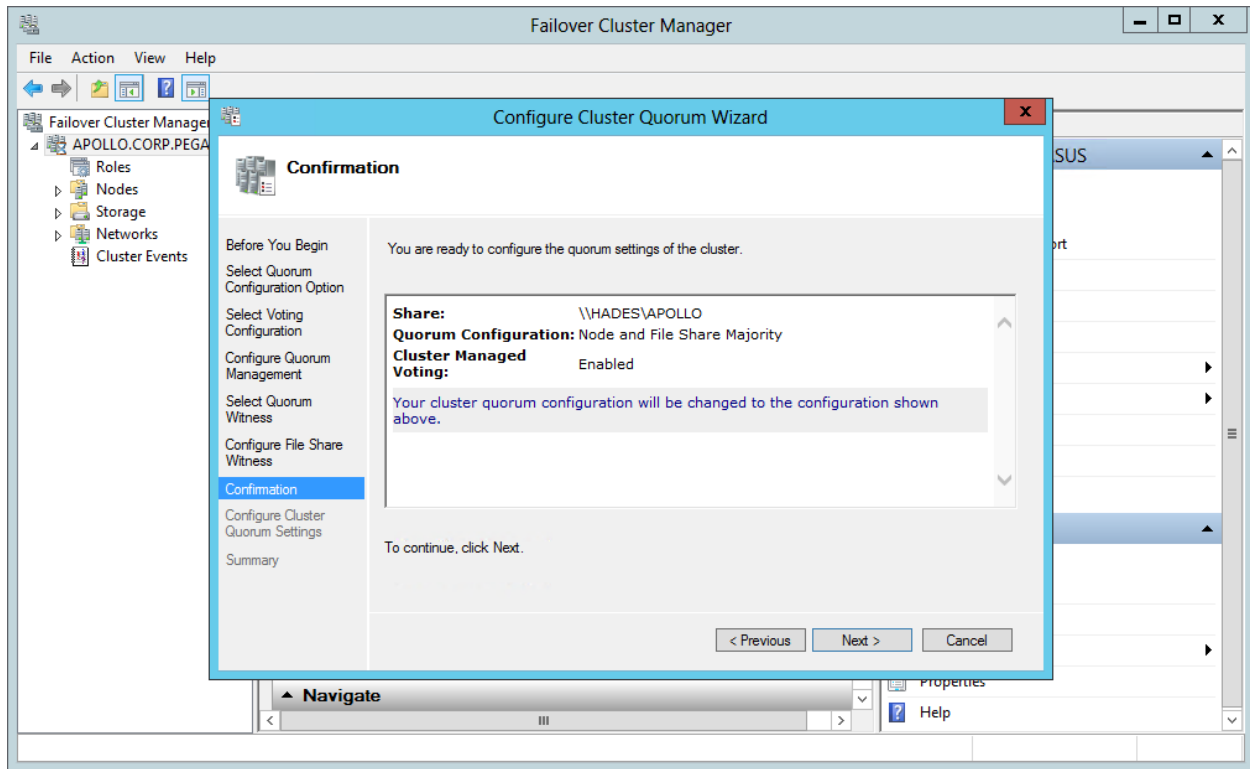 Failover Cluster Manager
File Action View Help
Failover Cluster Manager
APOLLO.CORP.PEGA
Roles
Nodes
Storage
Networks
Cluster Events
Configure Cluster Quorum Wizard
Confirmation
Before You Begin
Select Quorum
Configuration Option
Select Voting
Configuration
Configure Quorum
Management
Select Quorum
Witness
Configure File Share
Witness
Confirmation
Configure Cluster
Quorum Settings
Summary
You are ready to configure the quorum settings of the cluster.
Share: \\HADES\APOLLO
Quorum Configuration: Node and File Share Majority
Cluster Managed
Voting: Enabled
Your cluster quorum configuration will be changed to the configuration shown
above.
To continue, click Next.
< Previous Next > Cancel
SUS
ort
Navigate
Properties
Help